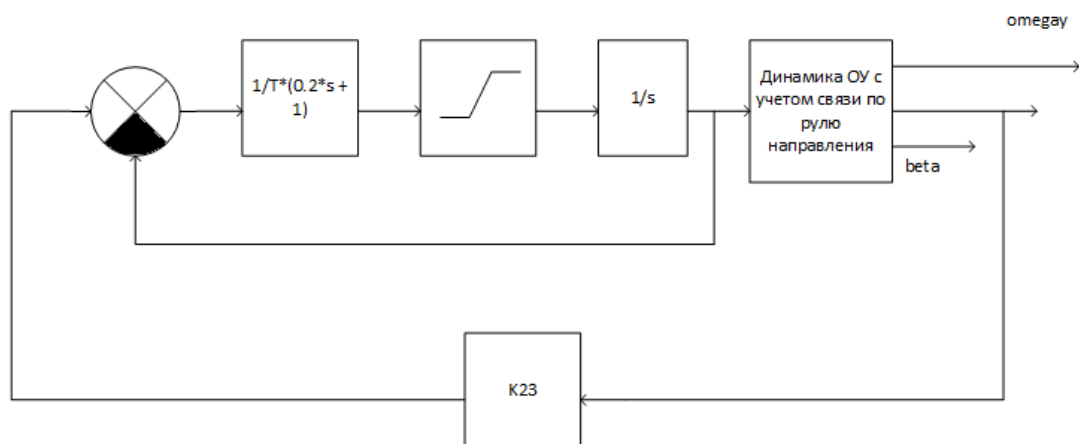 omegay
1/T*(0.2*s +
1)
1/s
Динамика ОУ с
учетом связи по
рулю
направления
beta
K23